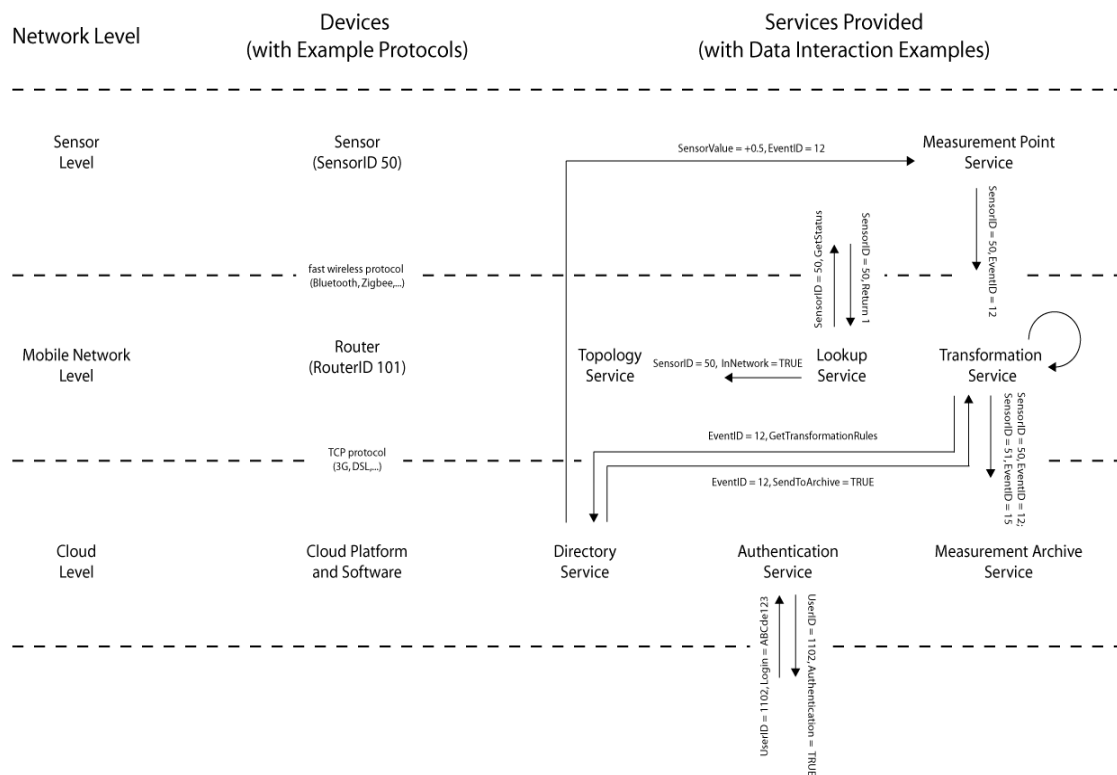 Network Level
Devices
(with Example Protocols)
Services Provided
(with Data Interaction Examples)
Sensor
Level
Sensor
(SensorID 50)
SensorValue = +0.5, EventID = 12
Measurement Point
Service
SensorID = 50, EventID = 12
SensorID = 50, GetStatus
SensorID = 50, Return 1
fast wireless protocol
(Bluetooth, Zigbee,...)
Mobile Network
Level
Router
(RouterID 101)
Topology
Service
SensorID = 50, InNetwork = TRUE
Lookup
Service
Transformation
Service
SensorID = 50, EventID = 12;
SensorID = 51, EventID = 15
EventID = 12, GetTransformationRules
TCP protocol
(3G, DSL,...)
EventID = 12, SendToArchive = TRUE
Cloud
Level
Cloud Platform
and Software
Directory
Service
Authentication
Service
Measurement Archive
Service
UserID = 1102, Login = ABCde123
UserID = 1102, Authentication = TRUE